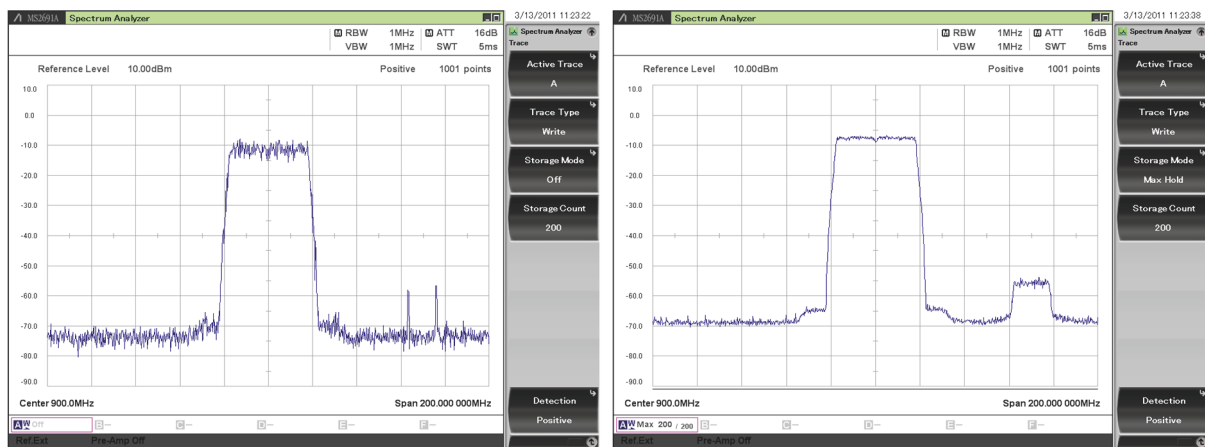 MS2691A Spectrum Analyzer
3/13/2011 11:23:22
RBW 1MHz
ATT 16dB
VBW 1MHz
SWT 5ms
Reference Level 10.00dBm
Positive 1001 points
10.0
0.0
-10.0
-20.0
-30.0
-40.0
-50.0
-60.0
-70.0
-80.0
-90.0
Center 900.0MHz
Span 200.000 000MHz
A W Off
B --
C --
D --
E --
F --
Ref.Ext Pre-Amp Off
Spectrum Analyzer
Trace
Active Trace
A
Trace Type
Write
Storage Mode
Off
Storage Count
200
Detection
Positive
MS2691A Spectrum Analyzer
3/13/2011 11:23:38
RBW 1MHz
ATT 16dB
VBW 1MHz
SWT 5ms
Reference Level 10.00dBm
Positive 1001 points
10.0
0.0
-10.0
-20.0
-30.0
-40.0
-50.0
-60.0
-70.0
-80.0
-90.0
Center 900.0MHz
Span 200.000 000MHz
A W Max 200 / 200
B --
C --
D --
E --
F --
Ref.Ext Pre-Amp Off
Spectrum Analyzer
Trace
Active Trace
A
Trace Type
Write
Storage Mode
Max Hold
Storage Count
200
Detection
Positive